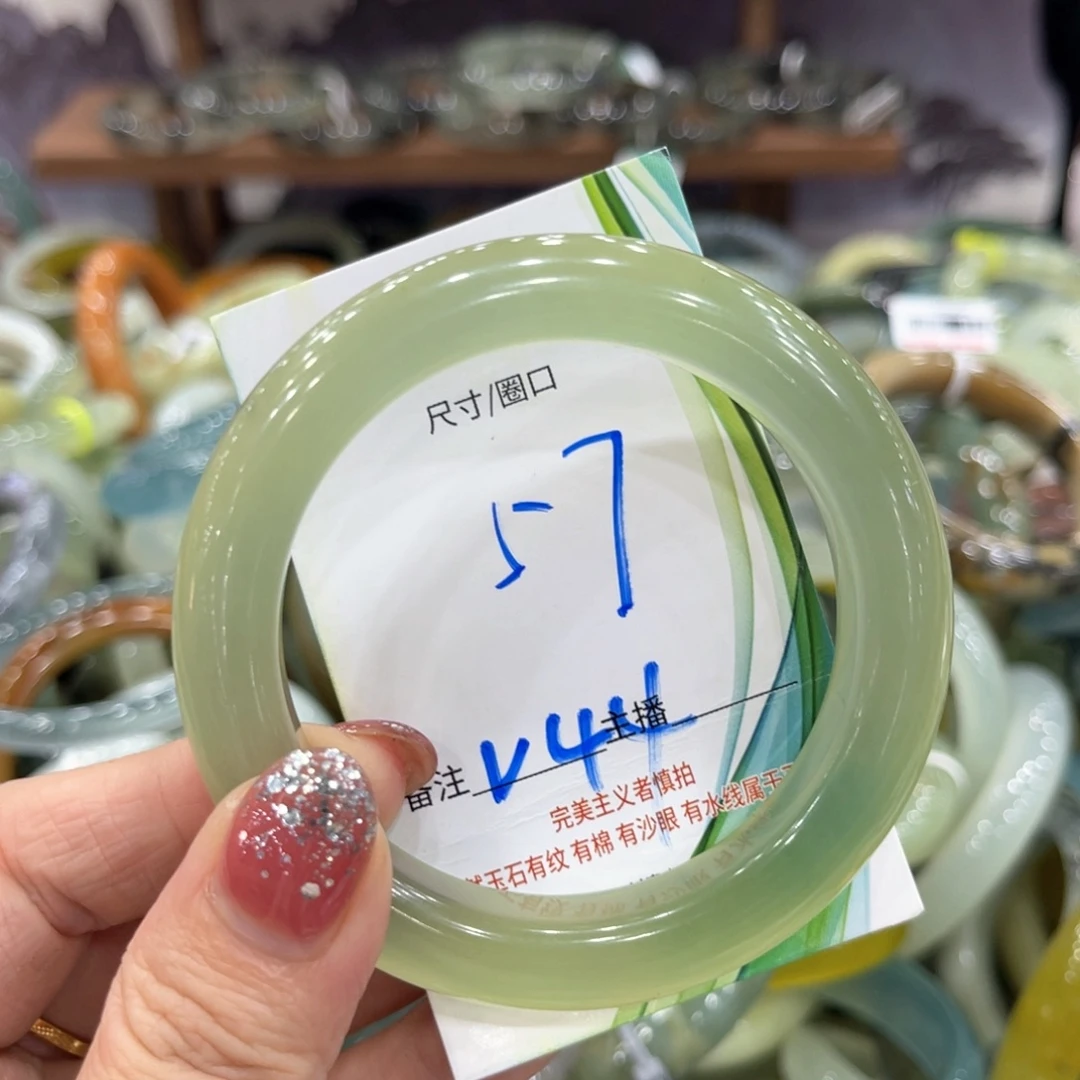 尺寸/圈口
57
备注 V44 主播
完美主义者慎拍
然玉石有纹 有棉 有沙眼 有水线属于